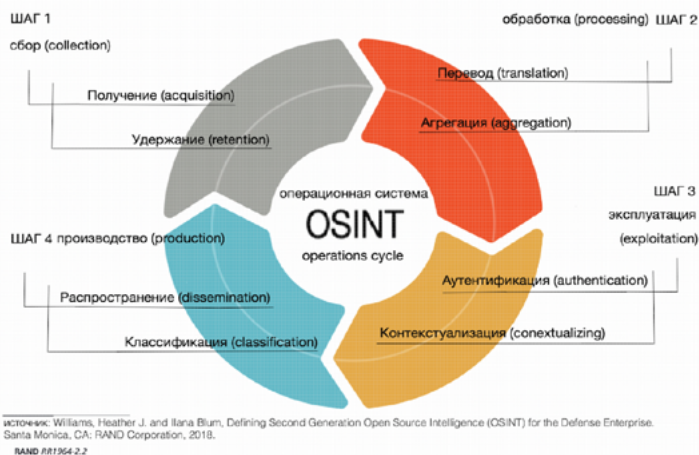 ШАГ 1
сбор (collection)
Получение (acquisition)
Удержание (retention)
обработка (processing) ШАГ 2
Перевод (translation)
Агрегация (aggregation)
операционная система
OSINT
operations cycle
ШАГ 3
эксплуатация
(exploitation)
Аутентификация (authentication)
Контекстуализация (conextualizing)
ШАГ 4 производство (production)
Распространение (dissemination)
Классификация (classification)
источник: Williams, Heather J. and Ilana Blum, Defining Second Generation Open Source Intelligence (OSINT) for the Defense Enterprise.
Santa Monica, CA: RAND Corporation, 2018.
RAND RR1964-2.2